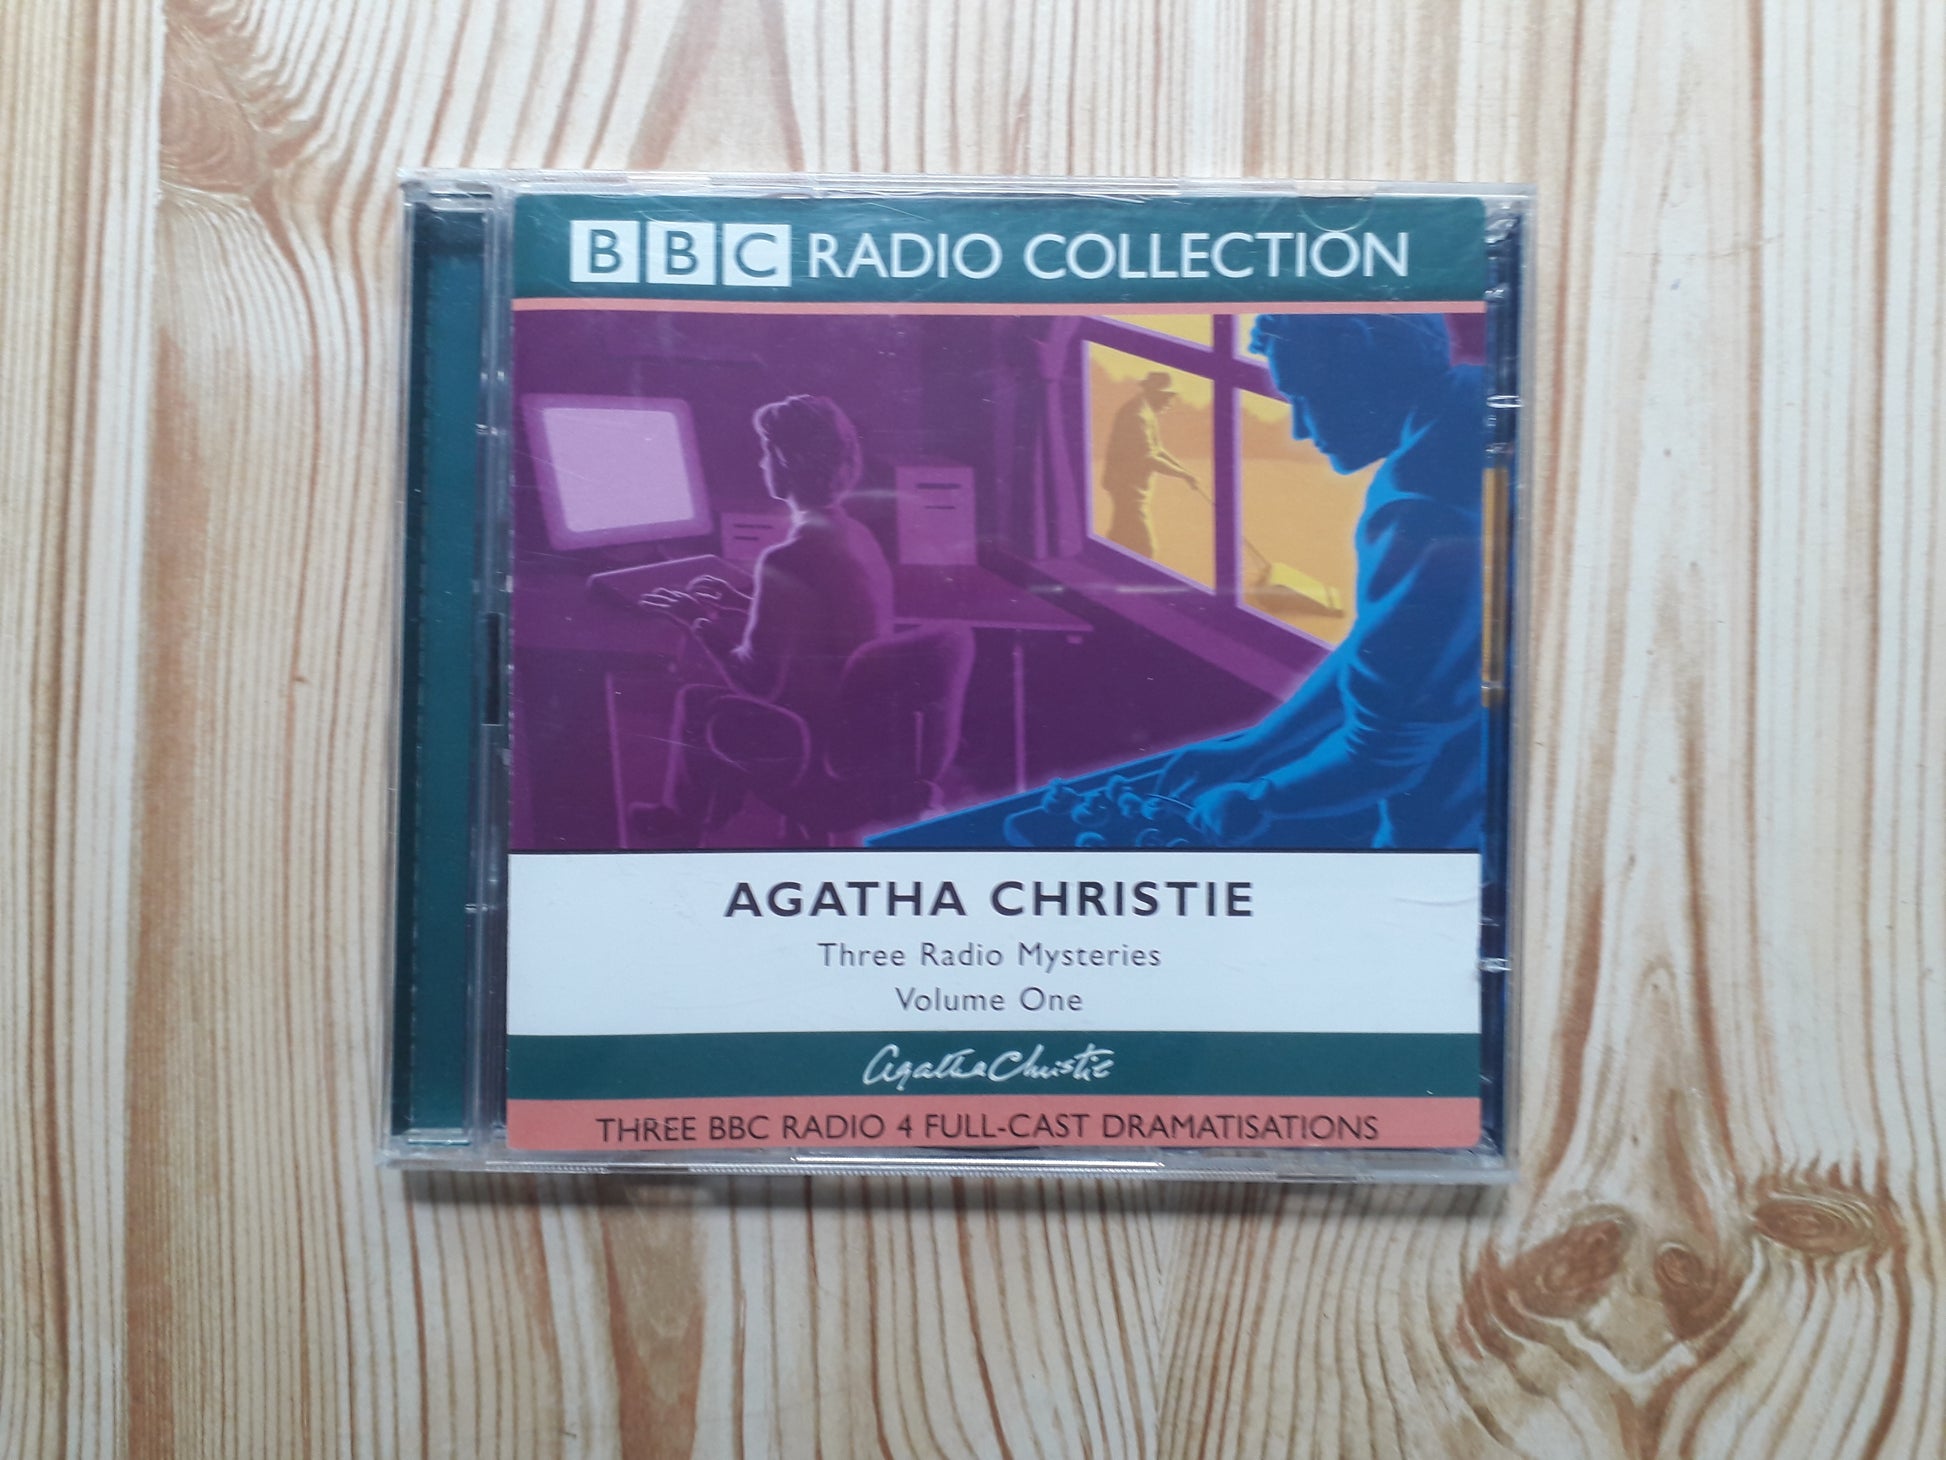 BBC RADIO COLLECTION
AGATHA CHRISTIE
Three Radio Mysteries
Volume One
Agatha Christie
THREE BBC RADIO 4 FULL-CAST DRAMATISATIONS